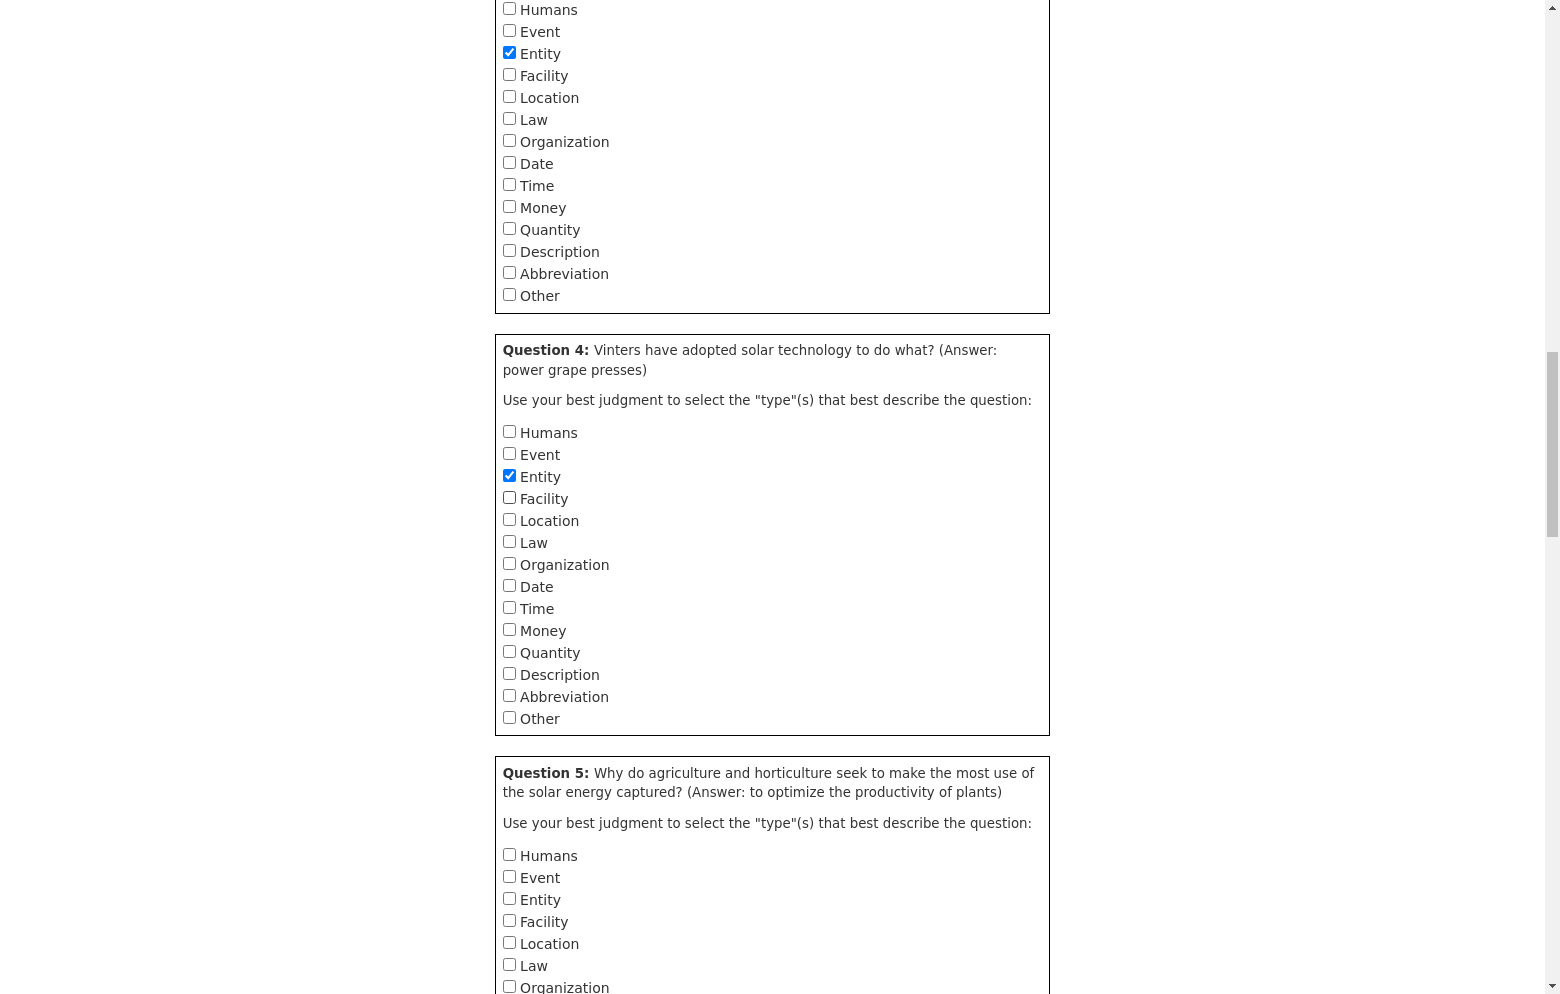 Humans
Event
Entity
Facility
Location
Law
Organization
Date
Time
Money
Quantity
Description
Abbreviation
Other
Question 4: Vinters have adopted solar technology to do what? (Answer:
power grape presses)
Use your best judgment to select the "type"(s) that best describe the question:
Humans
Event
Entity
Facility
Location
Law
Organization
Date
Time
Money
Quantity
Description
Abbreviation
Other
Question 5: Why do agriculture and horticulture seek to make the most use of
the solar energy captured? (Answer: to optimize the productivity of plants)
Use your best judgment to select the "type"(s) that best describe the question:
Humans
Event
Entity
Facility
Location
Law
Organization